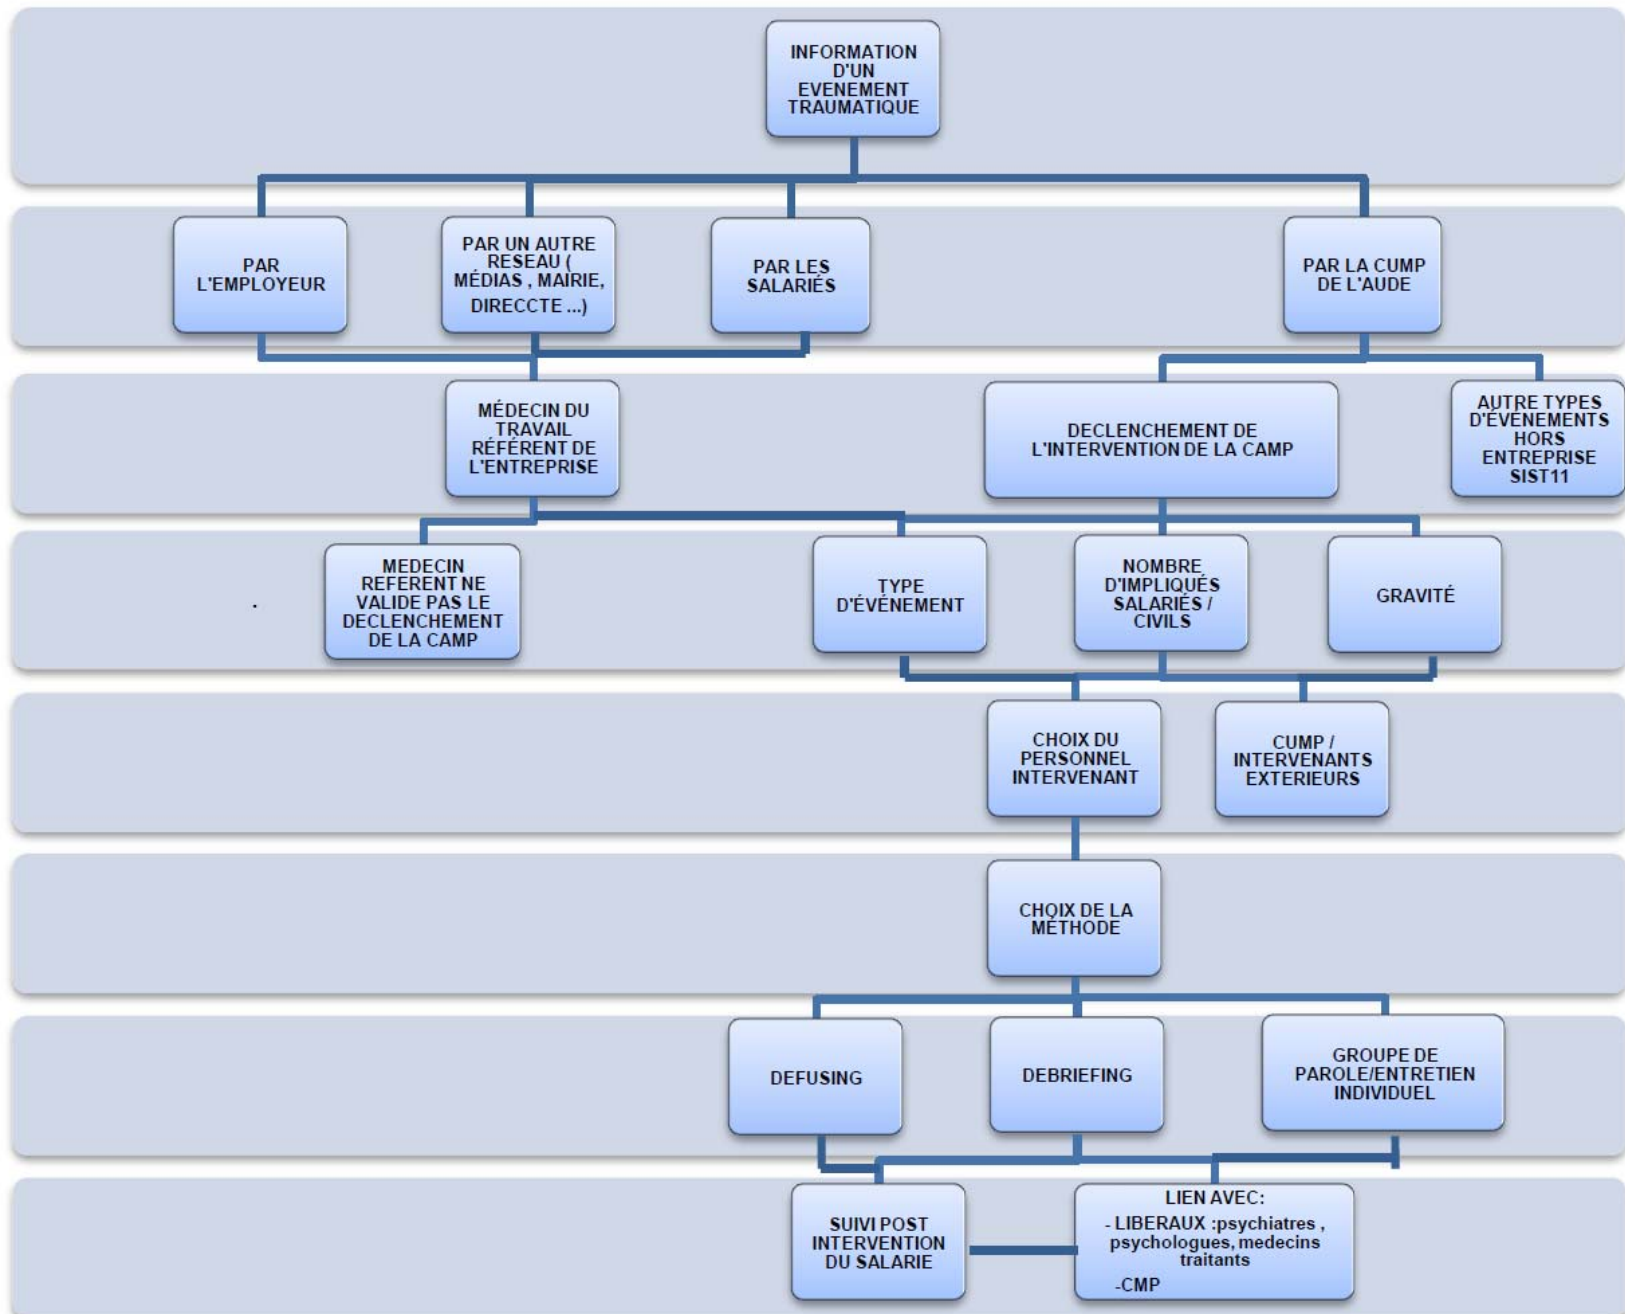 INFORMATION
D'UN
EVENEMENT
TRAUMATIQUE
PAR
L'EMPLOYEUR
PAR UN AUTRE
RESEAU (
MÉDIAS , MAIRIE,
DIRECCTE ...)
PAR LES
SALARIÉS
PAR LA CUMP
DE L'AUDE
MÉDECIN DU
TRAVAIL
RÉFÉRENT DE
L'ENTREPRISE
DECLENCHEMENT DE
L'INTERVENTION DE LA CAMP
AUTRE TYPES
D'ÉVÉNEMENTS
HORS
ENTREPRISE
SIST11
MEDECIN
REFERENT NE
VALIDE PAS LE
DECLENCHEMENT
DE LA CAMP
TYPE
D'ÉVÉNEMENT
NOMBRE
D'IMPLIQUÉS
SALARIÉS /
CIVILS
GRAVITÉ
CHOIX DU
PERSONNEL
INTERVENANT
CUMP /
INTERVENANTS
EXTERIEURS
CHOIX DE LA
MÉTHODE
DEFUSING
DEBRIEFING
GROUPE DE
PAROLE/ENTRETIEN
INDIVIDUEL
SUIVI POST
INTERVENTION
DU SALARIE
LIEN AVEC:
- LIBERAUX :psychiatres ,
psychologues, medecins
traitants
-CMP